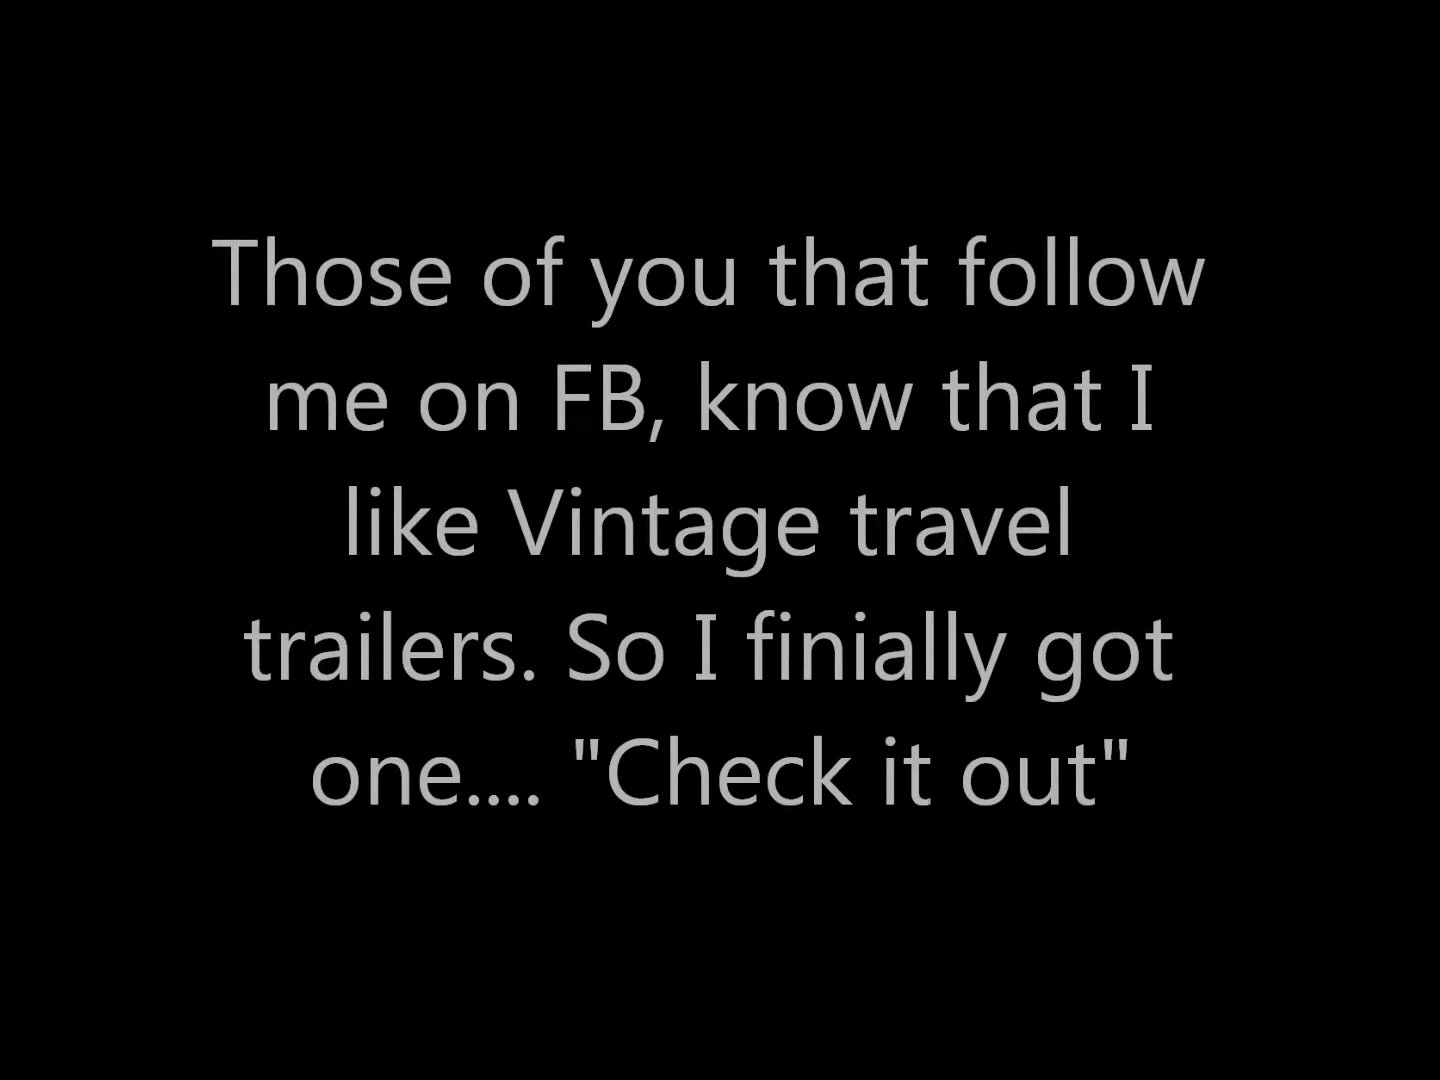 Those of you that follow
me on FB, know that I
like Vintage travel
trailers. So I finially got
one.... "Check it out"